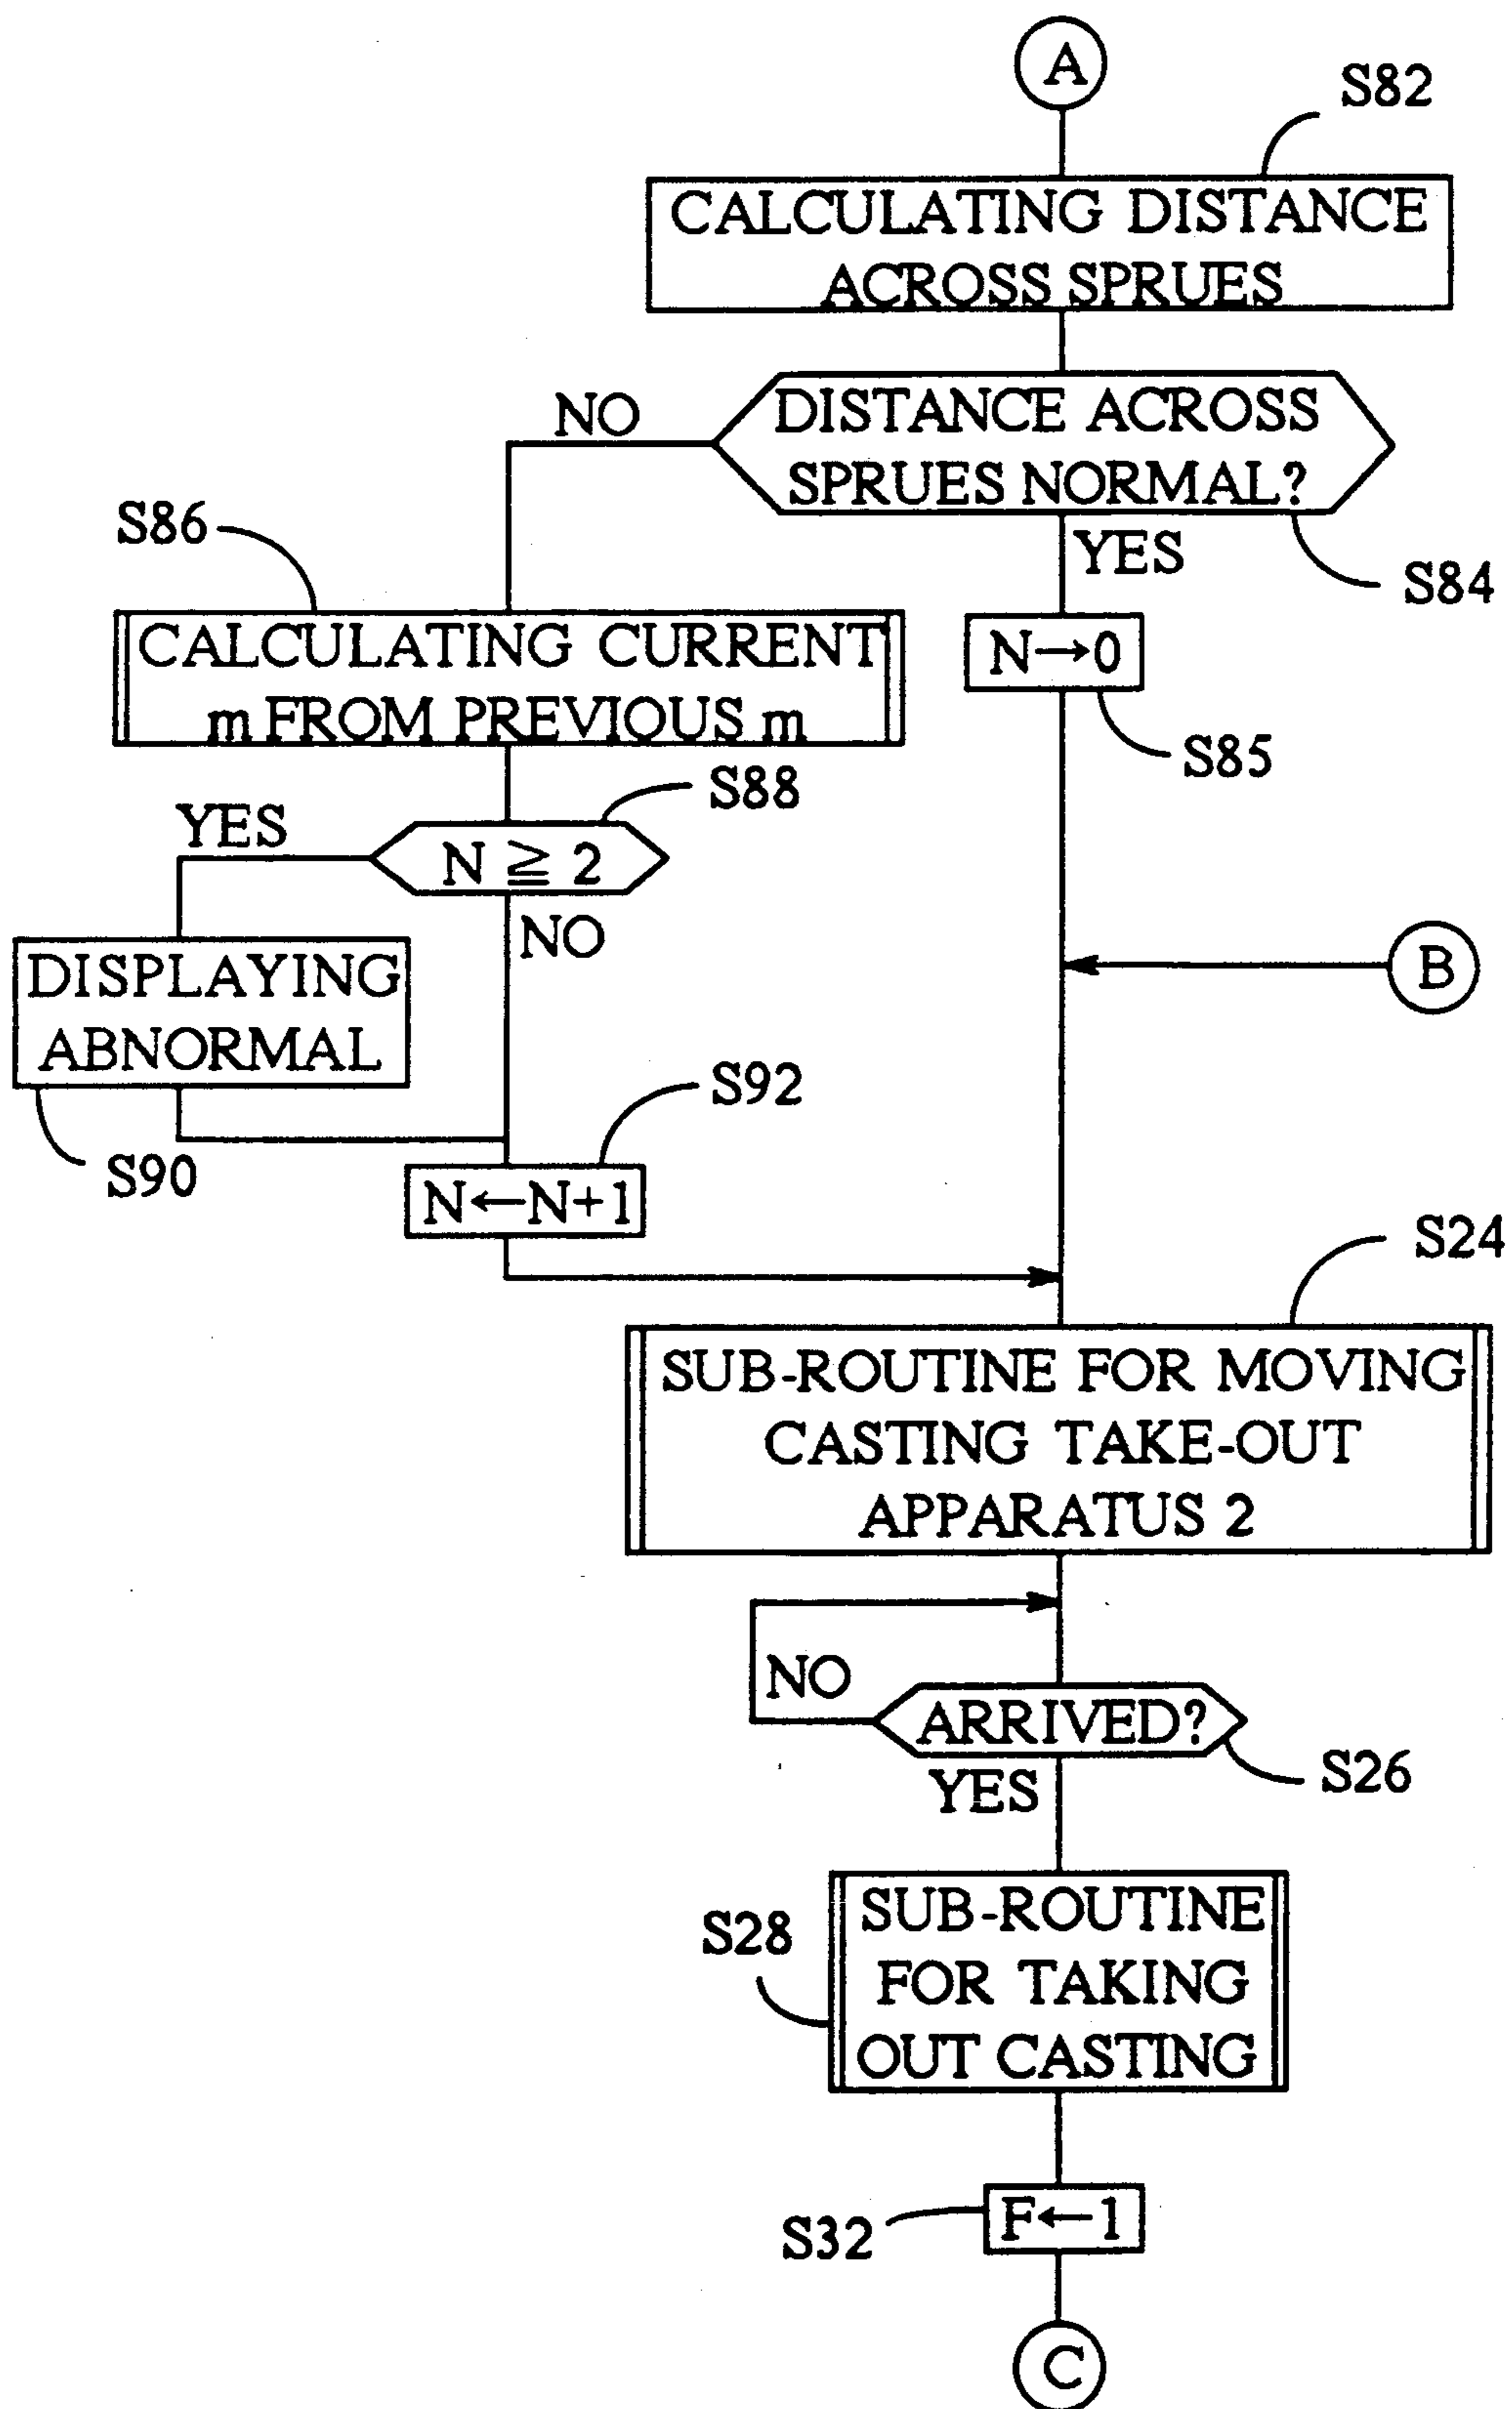 A
S82
CALCULATING DISTANCE
ACROSS SPRUES
NO
DISTANCE ACROSS
SPRUES NORMAL?
S86
YES
S84
CALCULATING CURRENT
m FROM PREVIOUS m
N→0
S85
S88
YES
N ≧ 2
NO
B
DISPLAYING
ABNORMAL
S92
S90
N←N+1
S24
SUB-ROUTINE FOR MOVING
CASTING TAKE-OUT
APPARATUS 2
NO
ARRIVED?
S26
YES
SUB-ROUTINE
S28
FOR TAKING
OUT CASTING
F←1
S32
C